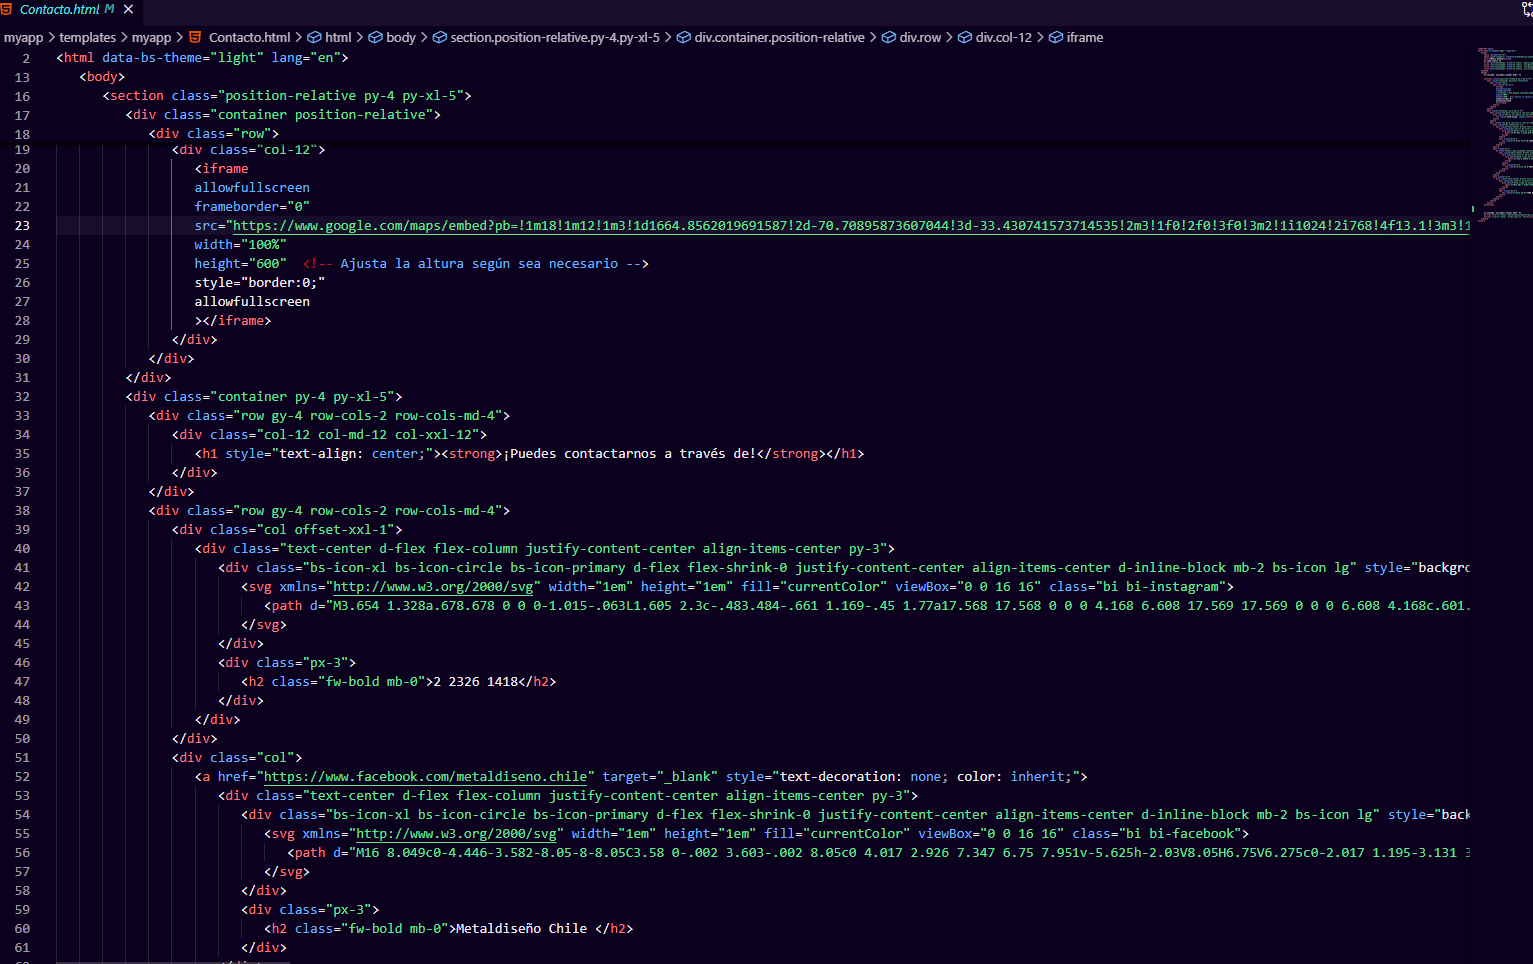 Contacto.html M
myapp > templates > myapp > Contacto.html > html > body > section.position-relative.py-4.py-xl-5 > div.container.position-relative > div.row > div.col-12 > iframe
2 <html data-bs-theme="light" lang="en">
13 <body>
16 <section class="position-relative py-4 py-xl-5">
17 <div class="container position-relative">
18 <div class="row">
19 <div class="col-12">
20 <iframe
21 allowfullscreen
22 frameborder="0"
23 src="https://www.google.com/maps/embed?pb=!1m18!1m12!1m3!1d1664.8562019691587!2d-70.70895873607044!3d-33.430741573714535!2m3!1f0!2f0!3f0!3m2!1i1024!2i768!4f13.1!3m3!1
24 width="100%"
25 height="600" <!-- Ajusta la altura según sea necesario -->
26 style="border:0;"
27 allowfullscreen
28 ></iframe>
29 </div>
30 </div>
31 </div>
32 <div class="container py-4 py-xl-5">
33 <div class="row gy-4 row-cols-2 row-cols-md-4">
34 <div class="col-12 col-md-12 col-xxl-12">
35 <h1 style="text-align: center;"><strong>¡Puedes contactarnos a través de!</strong></h1>
36 </div>
37 </div>
38 <div class="row gy-4 row-cols-2 row-cols-md-4">
39 <div class="col offset-xxl-1">
40 <div class="text-center d-flex flex-column justify-content-center align-items-center py-3">
41 <div class="bs-icon-xl bs-icon-circle bs-icon-primary d-flex flex-shrink-0 justify-content-center align-items-center d-inline-block mb-2 bs-icon lg" style="backgro
42 <svg xmlns="http://www.w3.org/2000/svg" width="1em" height="1em" fill="currentColor" viewBox="0 0 16 16" class="bi bi-instagram">
43 <path d="M3.654 1.328a.678.678 0 0 0-1.015-.063L1.605 2.3c-.483.484-.661 1.169-.45 1.77a17.568 17.568 0 0 0 4.168 6.608 17.569 17.569 0 0 0 6.608 4.168c.601.
44 </svg>
45 </div>
46 <div class="px-3">
47 <h2 class="fw-bold mb-0">2 2326 1418</h2>
48 </div>
49 </div>
50 </div>
51 <div class="col">
52 <a href="https://www.facebook.com/metaldiseno.chile" target="_blank" style="text-decoration: none; color: inherit;">
53 <div class="text-center d-flex flex-column justify-content-center align-items-center py-3">
54 <div class="bs-icon-xl bs-icon-circle bs-icon-primary d-flex flex-shrink-0 justify-content-center align-items-center d-inline-block mb-2 bs-icon lg" style="back
55 <svg xmlns="http://www.w3.org/2000/svg" width="1em" height="1em" fill="currentColor" viewBox="0 0 16 16" class="bi bi-facebook">
56 <path d="M16 8.049c0-4.446-3.582-8.05-8-8.05C3.58 0-.002 3.603-.002 8.05c0 4.017 2.926 7.347 6.75 7.951v-5.625h-2.03V8.05H6.75V6.275c0-2.017 1.195-3.131 3
57 </svg>
58 </div>
59 <div class="px-3">
60 <h2 class="fw-bold mb-0">Metaldiseño Chile </h2>
61 </div>